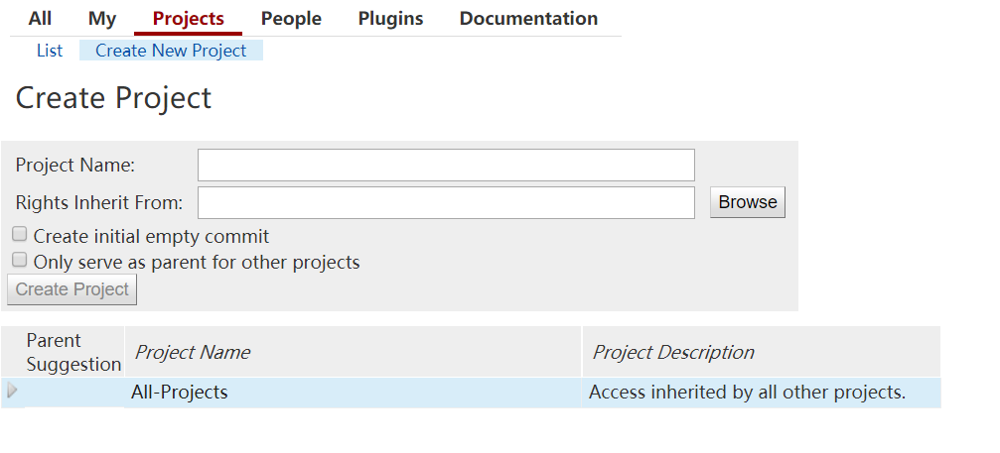 All My Projects People Plugins Documentation
List Create New Project
Create Project
Project Name:
Rights Inherit From: Browse
Create initial empty commit
Only serve as parent for other projects
Create Project
Parent Suggestion Project Name Project Description
All-Projects Access inherited by all other projects.